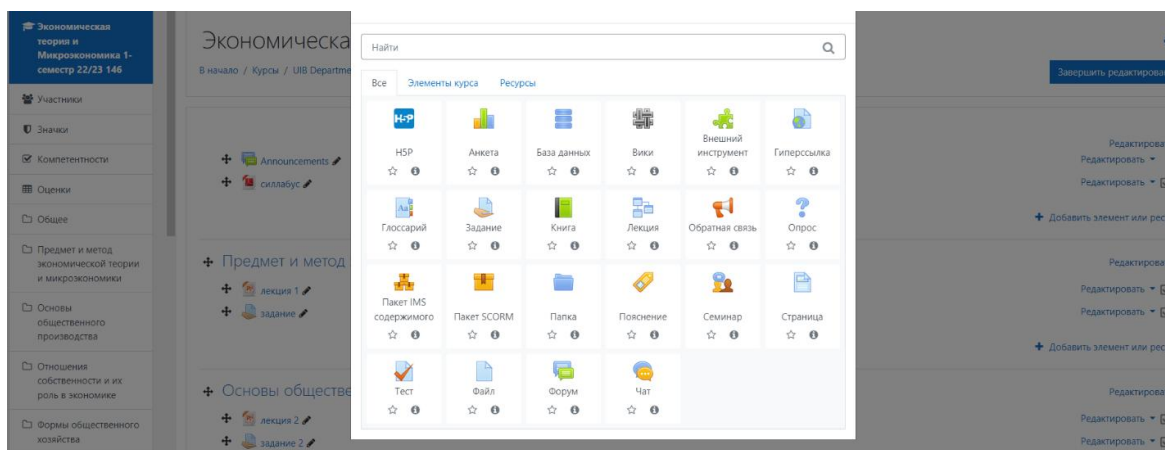 Экономическая
теория и
Микроэкономика 1-
семестр 22/23 146
Участники
Значки
Компетентности
Оценки
Общее
Предмет и метод
экономической теории
и микроэкономики
Основы
общественного
производства
Отношения
собственности и их
роль в экономике
Формы общественного
хозяйства
Экономическа
В начало / Курсы / UIB Departme
Завершить редактирован
Редактироват
Announcements
Редактировать
силлабус
Редактировать
Добавить элемент или рес
Предмет и метод
Редактироват
лекция 1
Редактировать
задание
Редактировать
Добавить элемент или рес
Основы обществе
Редактироват
лекция 2
Редактировать
задание 2
Редактировать
Найти
Все Элементы курса Ресурсы
H5P Анкета База данных Вики Внешний инструмент Гиперссылка
Глоссарий Задание Книга Лекция Обратная связь Опрос
Пакет IMS содержимого Пакет SCORM Папка Пояснение Семинар Страница
Тест Файл Форум Чат